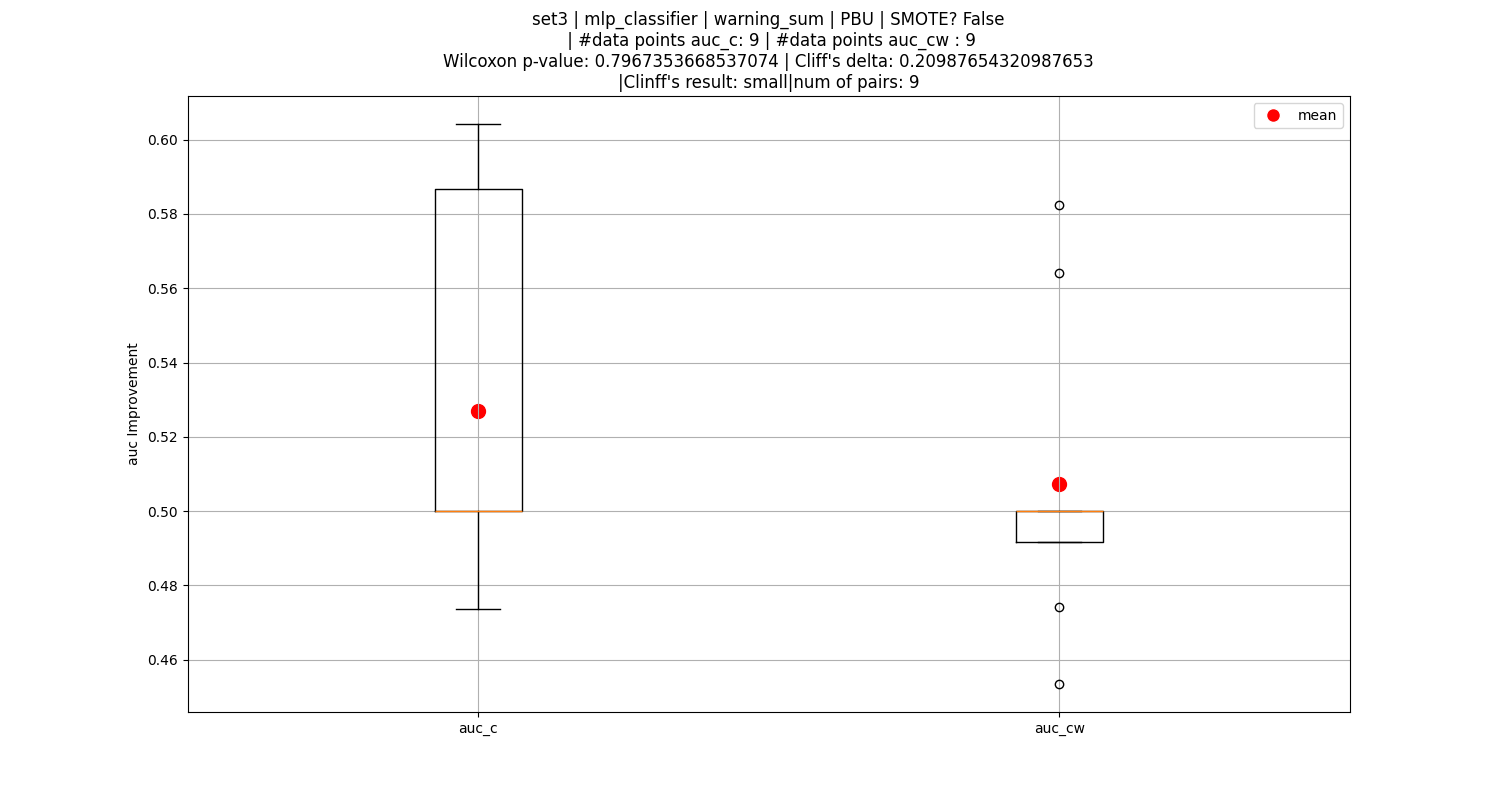 set3 | mlp_classifier | warning_sum | PBU | SMOTE? False
| #data points auc_c: 9 | #data points auc_cw : 9
Wilcoxon p-value: 0.7967353668537074 | Cliff's delta: 0.20987654320987653
|Clinff's result: small|num of pairs: 9
mean
0.60
0.58
0.56
0.54
0.52
0.50
0.48
0.46
auc Improvement
auc_c
auc_cw